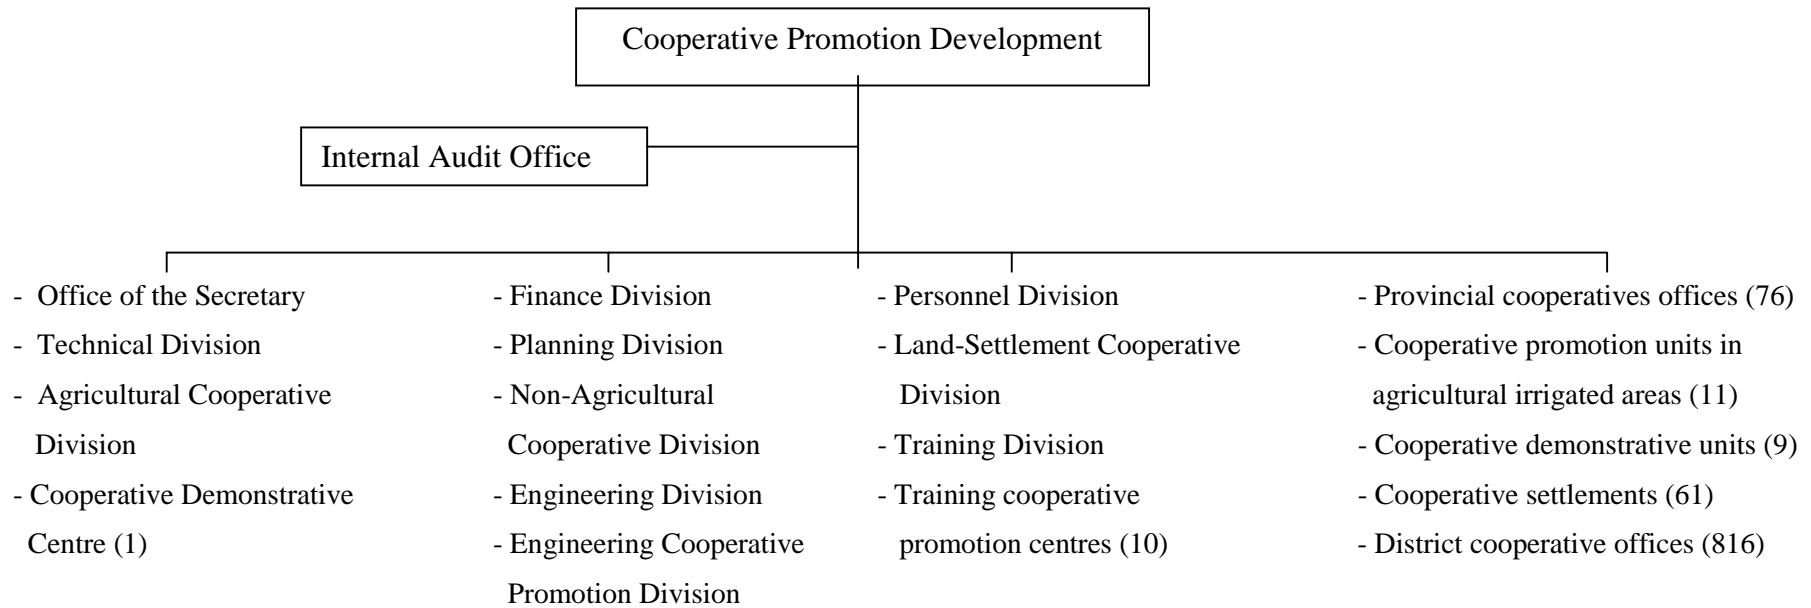 Cooperative Promotion Development
Internal Audit Office
- Office of the Secretary
- Technical Division
- Agricultural Cooperative
Division
- Cooperative Demonstrative
Centre (1)
- Finance Division
- Planning Division
- Non-Agricultural
Cooperative Division
- Engineering Division
- Engineering Cooperative
Promotion Division
- Personnel Division
- Land-Settlement Cooperative
Division
- Training Division
- Training cooperative
promotion centres (10)
- Provincial cooperatives offices (76)
- Cooperative promotion units in
agricultural irrigated areas (11)
- Cooperative demonstrative units (9)
- Cooperative settlements (61)
- District cooperative offices (816)